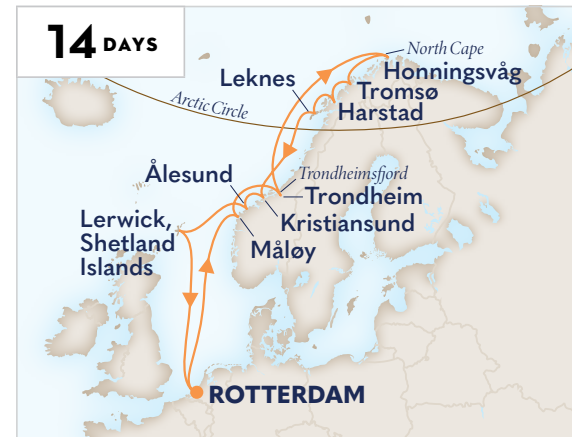 14 DAYS
North Cape
Honningsvåg
Leknes
Tromsø
Harstad
Arctic Circle
Ålesund
Trondheimsfjord
Trondheim
Lerwick,
Shetland
Islands
Kristiansund
Måløy
ROTTERDAM